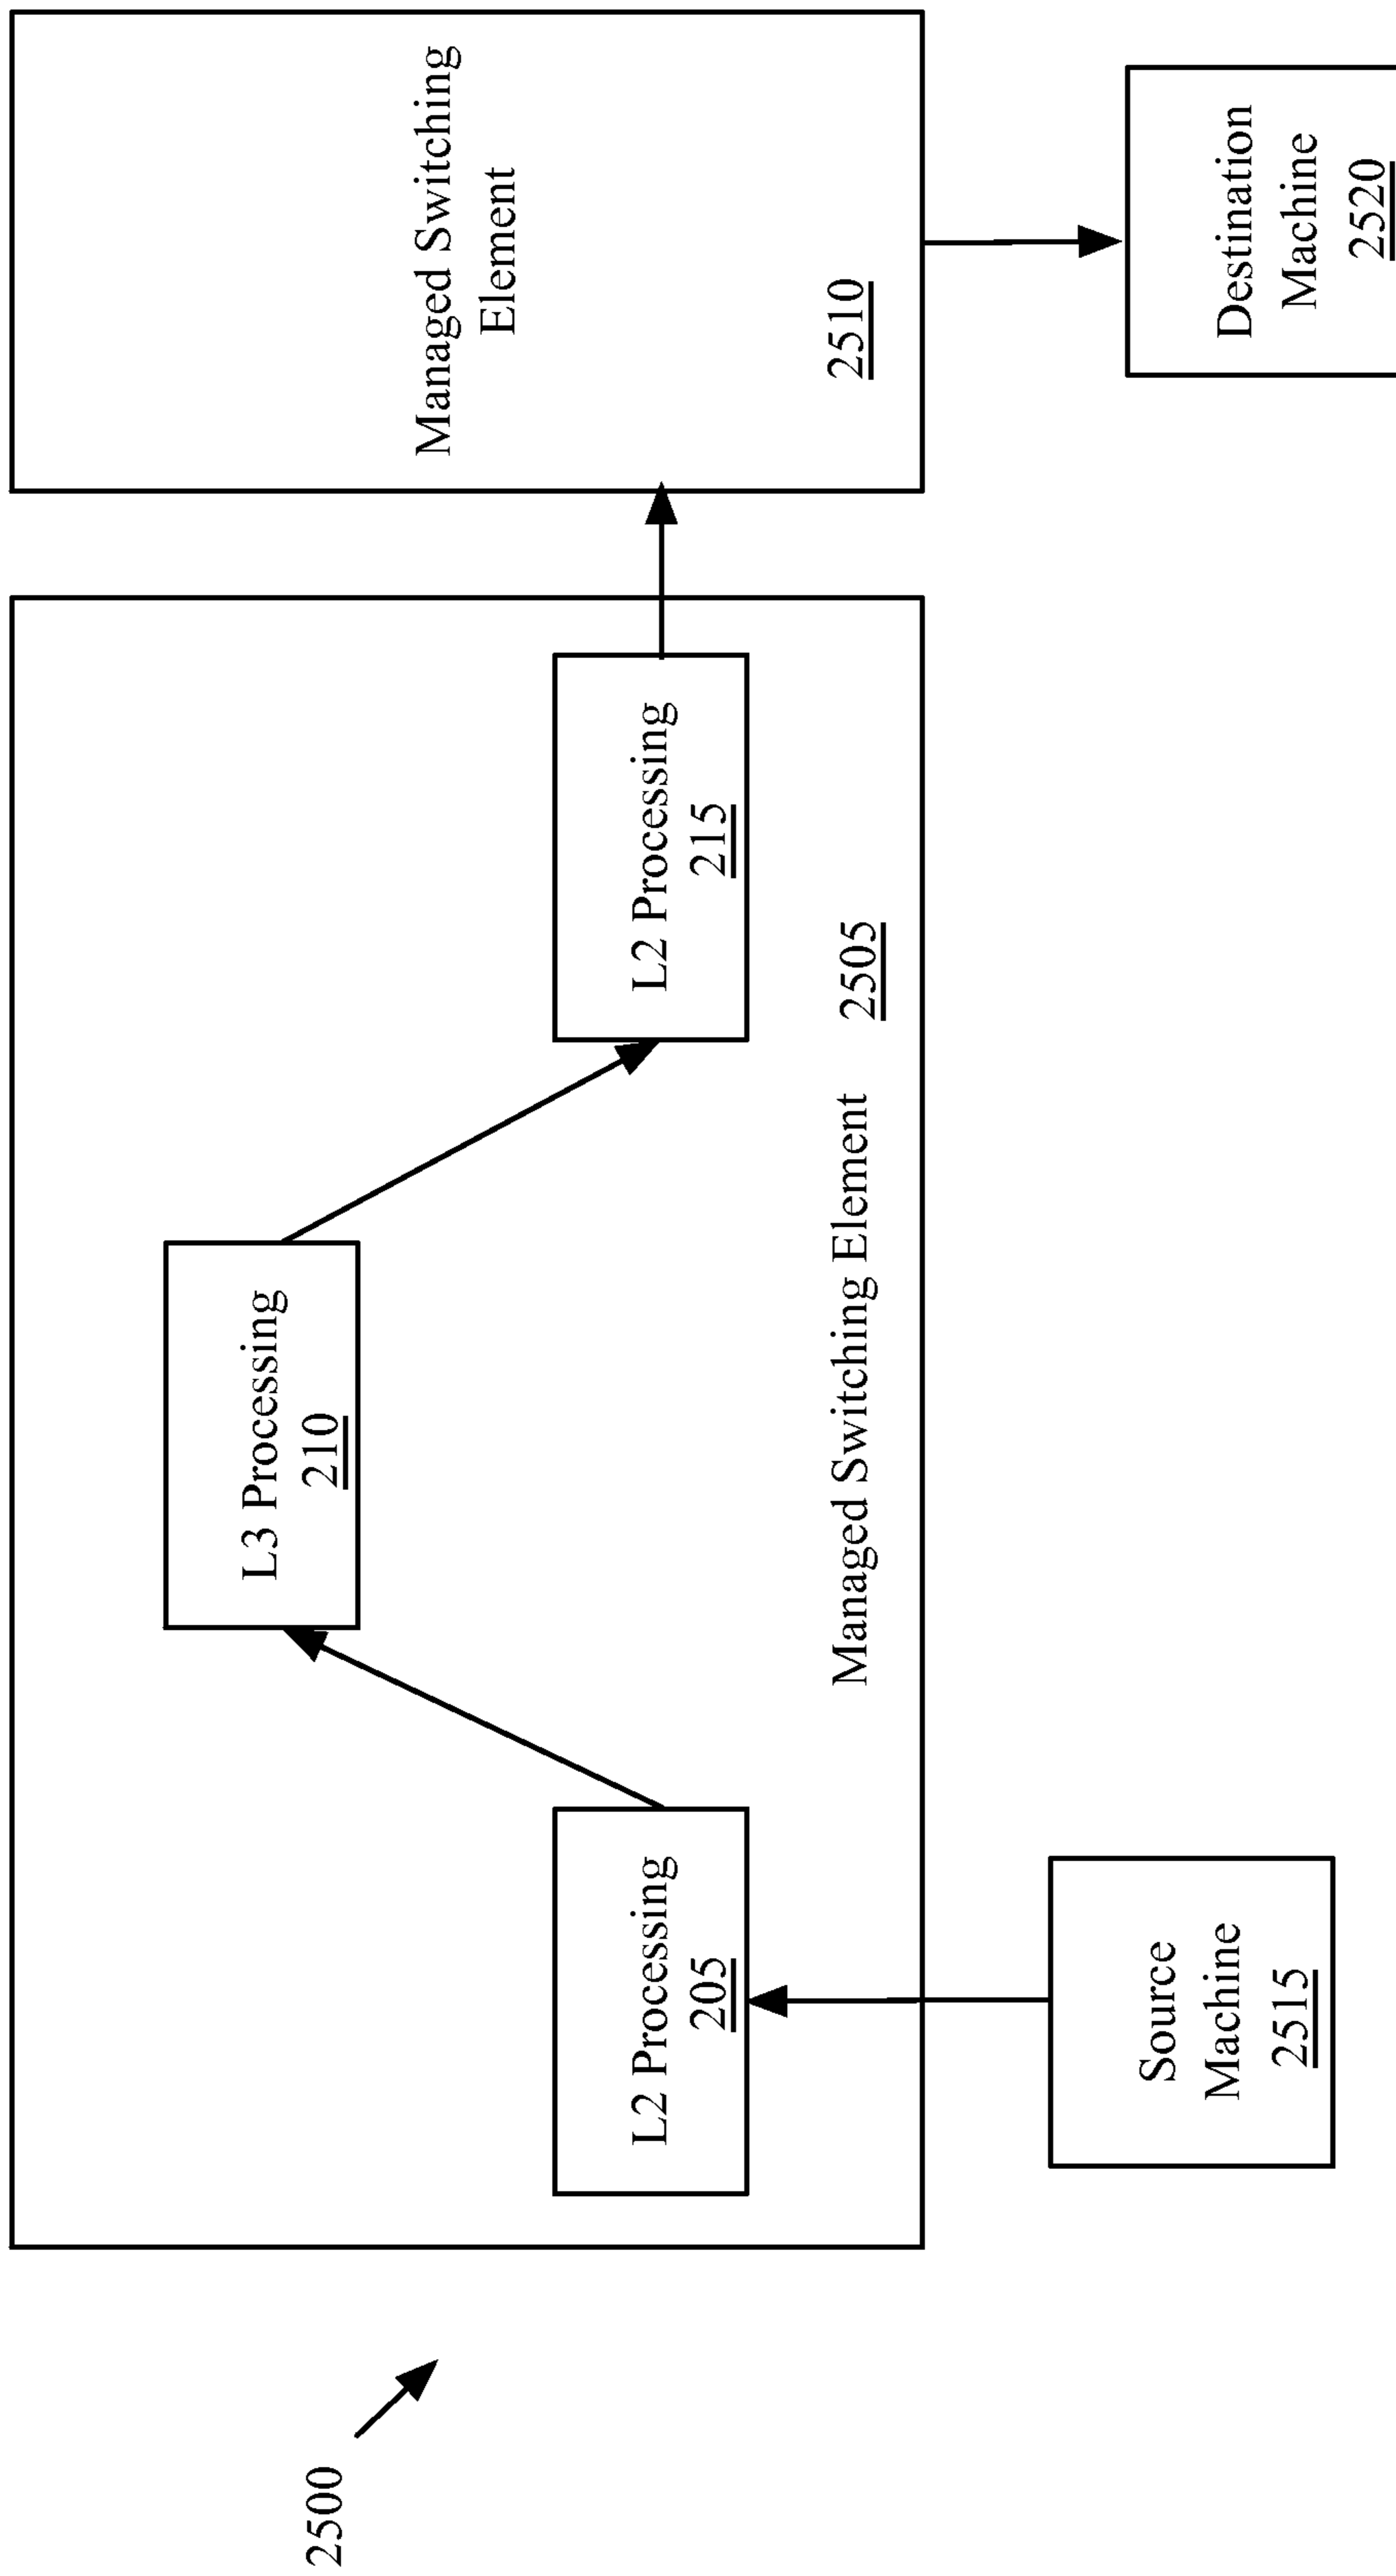 2500
L3 Processing
210
L2 Processing
205
L2 Processing
215
Managed Switching Element 2505
Managed Switching
Element
2510
Source
Machine
2515
Destination
Machine
2520